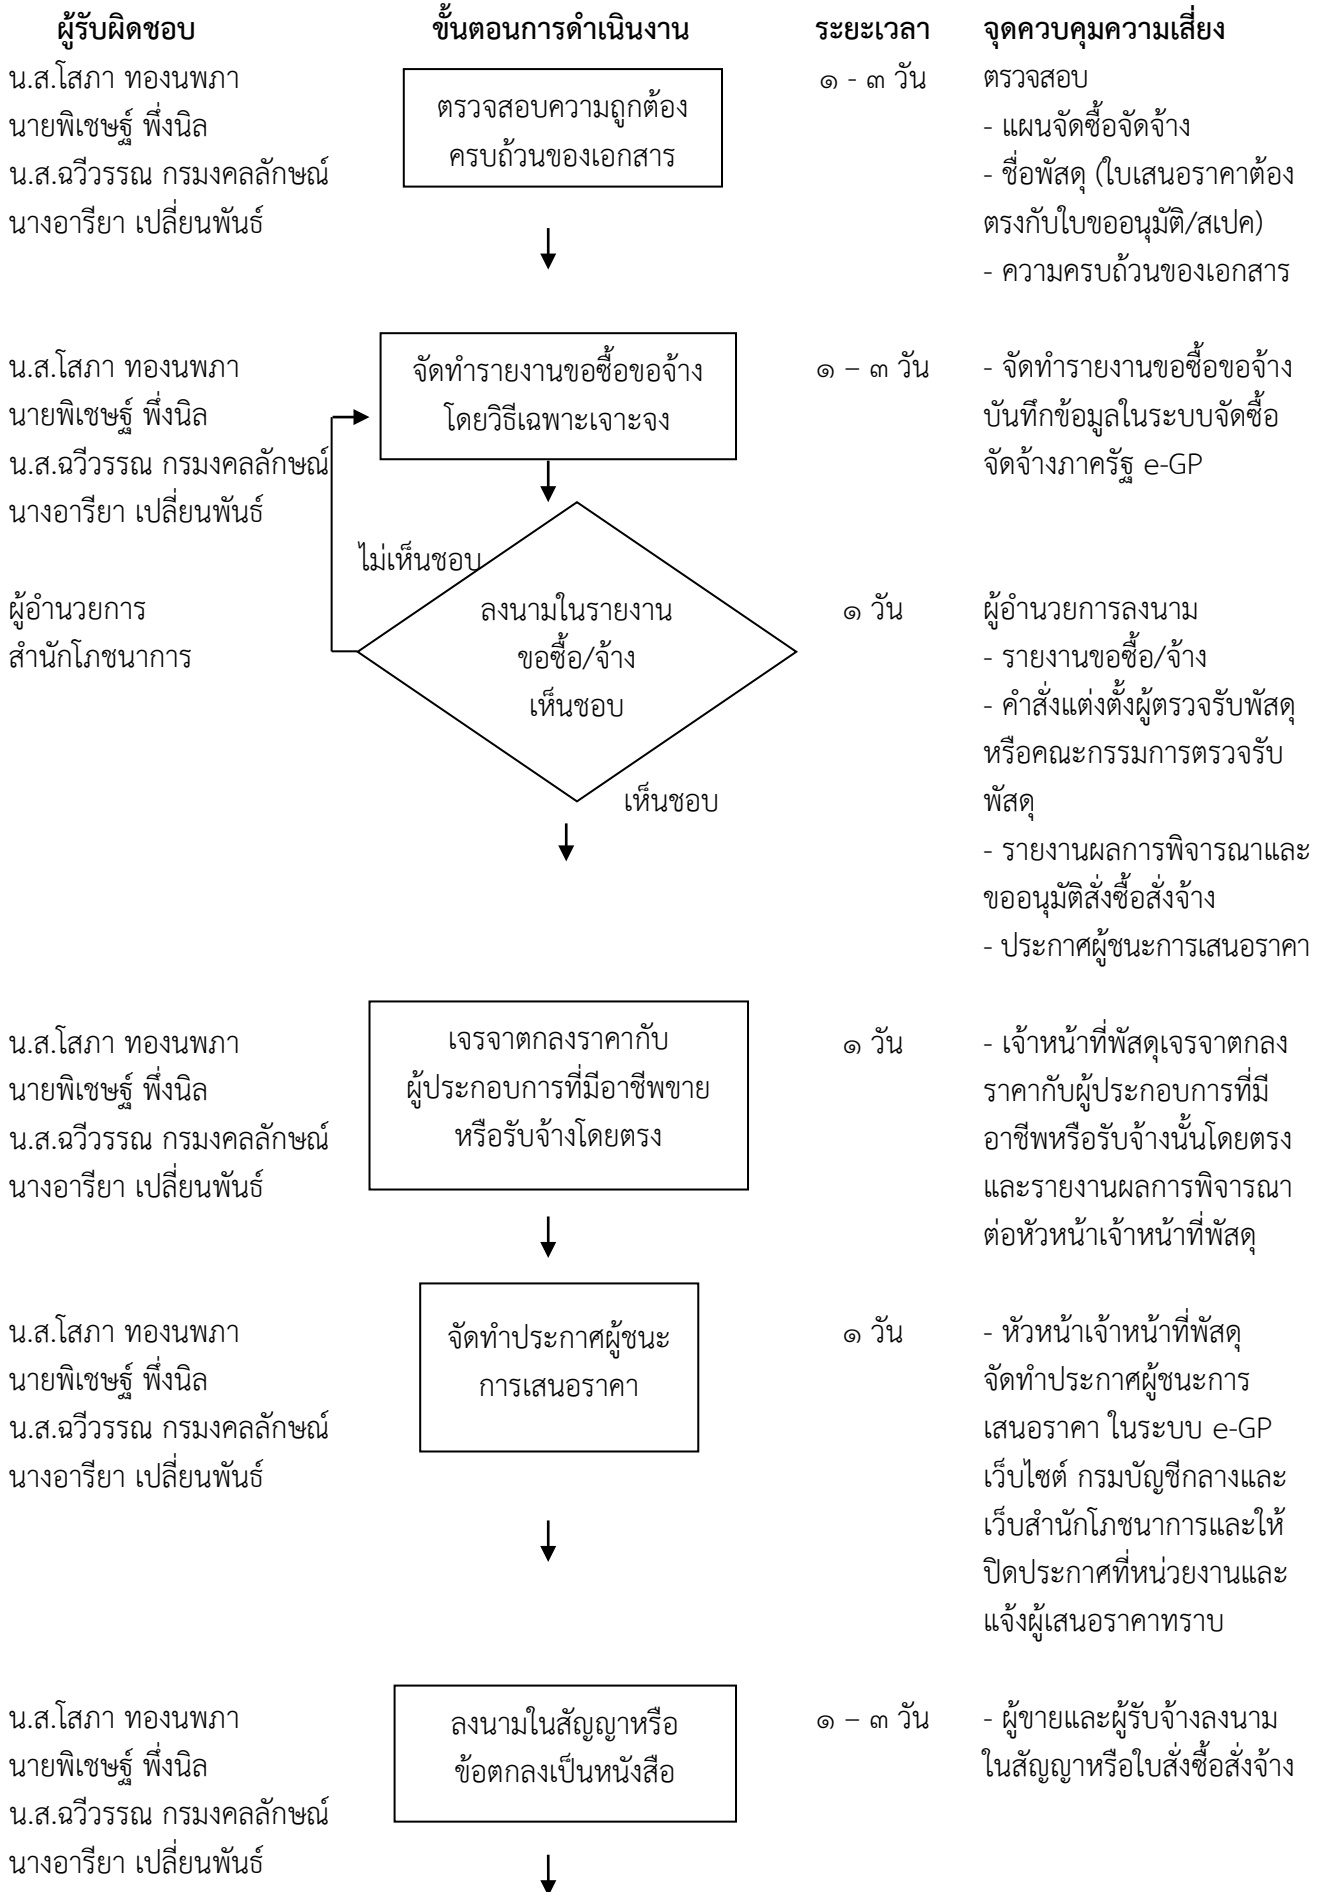 ผู้รับผิดชอบ ขั้นตอนการดำเนินงาน ระยะเวลา จุดควบคุมความเสี่ยง
น.ส.โสภา ทองนพภา
นายพิเชษฐ์ พึ่งนิล
น.ส.ฉวีวรรณ กรมงคลลักษณ์
นางอารียา เปลี่ยนพันธ์
ตรวจสอบความถูกต้อง
ครบถ้วนของเอกสาร
๑ - ๓ วัน
ตรวจสอบ
- แผนจัดซื้อจัดจ้าง
- ชื่อพัสดุ (ใบเสนอราคาต้อง
ตรงกับใบขออนุมัติ/สเปค)
- ความครบถ้วนของเอกสาร
น.ส.โสภา ทองนพภา
นายพิเชษฐ์ พึ่งนิล
น.ส.ฉวีวรรณ กรมงคลลักษณ์
นางอารียา เปลี่ยนพันธ์
จัดทำรายงานขอซื้อขอจ้าง
โดยวิธีเฉพาะเจาะจง
๑ – ๓ วัน
- จัดทำรายงานขอซื้อขอจ้าง
บันทึกข้อมูลในระบบจัดซื้อ
จัดจ้างภาครัฐ e-GP
ไม่เห็นชอบ
ผู้อำนวยการ
สำนักโภชนาการ
ลงนามในรายงาน
ขอซื้อ/จ้าง
เห็นชอบ
เห็นชอบ
๑ วัน
ผู้อำนวยการลงนาม
- รายงานขอซื้อ/จ้าง
- คำสั่งแต่งตั้งผู้ตรวจรับพัสดุ
หรือคณะกรรมการตรวจรับ
พัสดุ
- รายงานผลการพิจารณาและ
ขออนุมัติสั่งซื้อสั่งจ้าง
- ประกาศผู้ชนะการเสนอราคา
น.ส.โสภา ทองนพภา
นายพิเชษฐ์ พึ่งนิล
น.ส.ฉวีวรรณ กรมงคลลักษณ์
นางอารียา เปลี่ยนพันธ์
เจรจาตกลงราคากับ
ผู้ประกอบการที่มีอาชีพขาย
หรือรับจ้างโดยตรง
๑ วัน
- เจ้าหน้าที่พัสดุเจรจาตกลง
ราคากับผู้ประกอบการที่มี
อาชีพหรือรับจ้างนั้นโดยตรง
และรายงานผลการพิจารณา
ต่อหัวหน้าเจ้าหน้าที่พัสดุ
น.ส.โสภา ทองนพภา
นายพิเชษฐ์ พึ่งนิล
น.ส.ฉวีวรรณ กรมงคลลักษณ์
นางอารียา เปลี่ยนพันธ์
จัดทำประกาศผู้ชนะ
การเสนอราคา
๑ วัน
- หัวหน้าเจ้าหน้าที่พัสดุ
จัดทำประกาศผู้ชนะการ
เสนอราคา ในระบบ e-GP
เว็บไซต์ กรมบัญชีกลางและ
เว็บสำนักโภชนาการและให้
ปิดประกาศที่หน่วยงานและ
แจ้งผู้เสนอราคาทราบ
น.ส.โสภา ทองนพภา
นายพิเชษฐ์ พึ่งนิล
น.ส.ฉวีวรรณ กรมงคลลักษณ์
นางอารียา เปลี่ยนพันธ์
ลงนามในสัญญาหรือ
ข้อตกลงเป็นหนังสือ
๑ – ๓ วัน
- ผู้ขายและผู้รับจ้างลงนาม
ในสัญญาหรือใบสั่งซื้อสั่งจ้าง